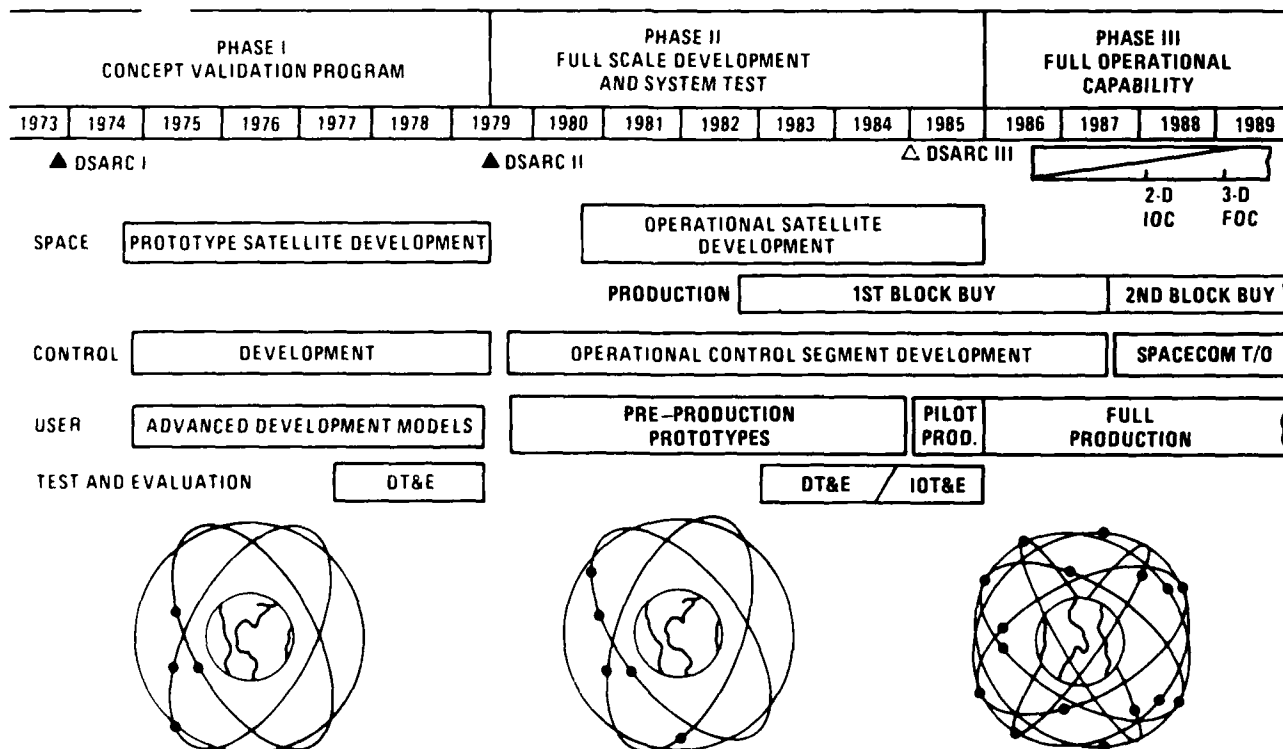 PHASE I
CONCEPT VALIDATION PROGRAM
PHASE II
FULL SCALE DEVELOPMENT
AND SYSTEM TEST
PHASE III
FULL OPERATIONAL
CAPABILITY
1973 1974 1975 1976 1977 1978 1979 1980 1981 1982 1983 1984 1985 1986 1987 1988 1989
▲ DSARC I ▲ DSARC II △ DSARC III
2-D 3-D
IOC FOC
SPACE PROTOTYPE SATELLITE DEVELOPMENT
OPERATIONAL SATELLITE
DEVELOPMENT
PRODUCTION 1ST BLOCK BUY 2ND BLOCK BUY
CONTROL DEVELOPMENT OPERATIONAL CONTROL SEGMENT DEVELOPMENT SPACECOM T/O
USER ADVANCED DEVELOPMENT MODELS
PRE-PRODUCTION
PROTOTYPES
PILOT
PROD.
FULL
PRODUCTION
TEST AND EVALUATION DT&E DT&E / IOT&E